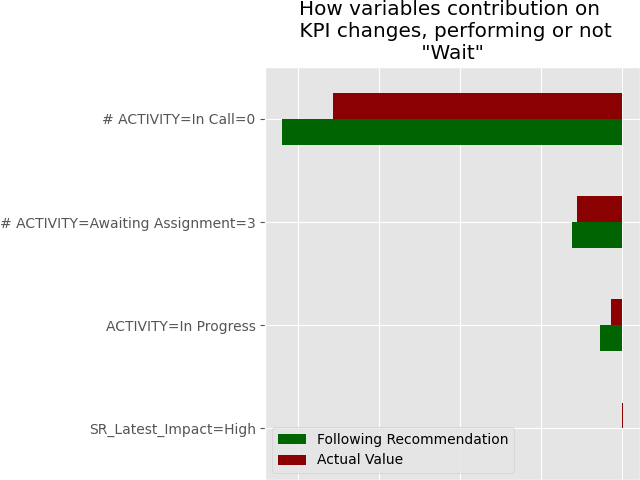 How variables contribution on
KPI changes, performing or not
"Wait"
# ACTIVITY=In Call=0
# ACTIVITY=Awaiting Assignment=3
ACTIVITY=In Progress
SR_Latest_Impact=High
Following Recommendation
Actual Value